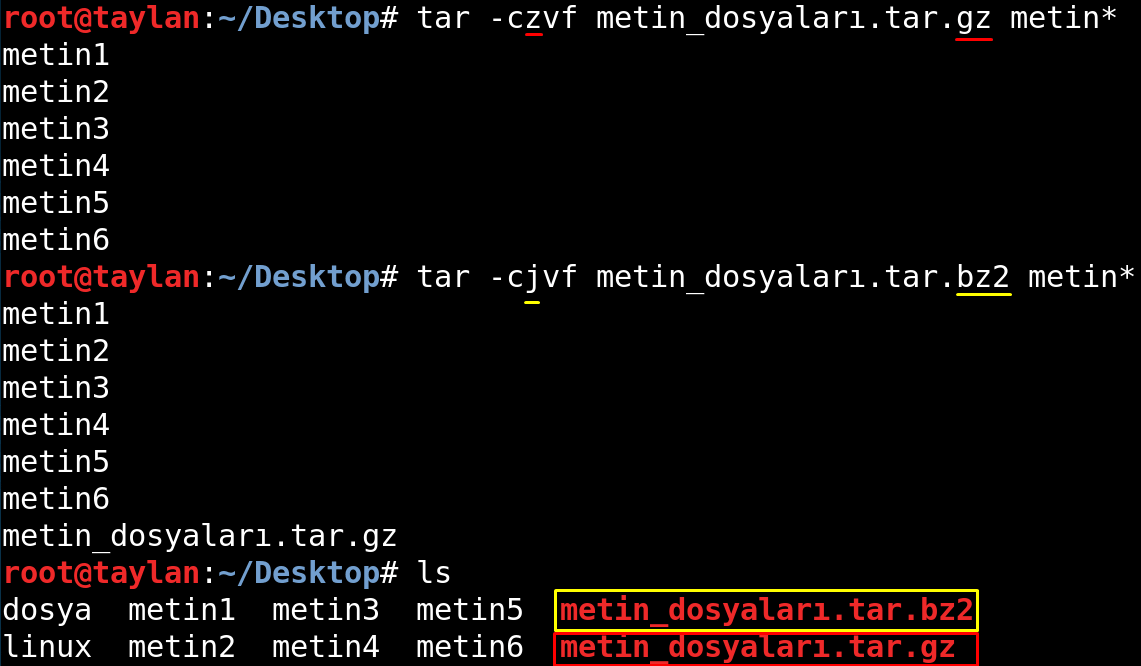 root@taylan:~/Desktop# tar -czvf metin_dosyaları.tar.gz metin*
metin1
metin2
metin3
metin4
metin5
metin6
root@taylan:~/Desktop# tar -cjvf metin_dosyaları.tar.bz2 metin*
metin1
metin2
metin3
metin4
metin5
metin6
metin_dosyaları.tar.gz
root@taylan:~/Desktop# ls
dosya  metin1  metin3  metin5  metin_dosyaları.tar.bz2
linux  metin2  metin4  metin6  metin_dosyaları.tar.gz